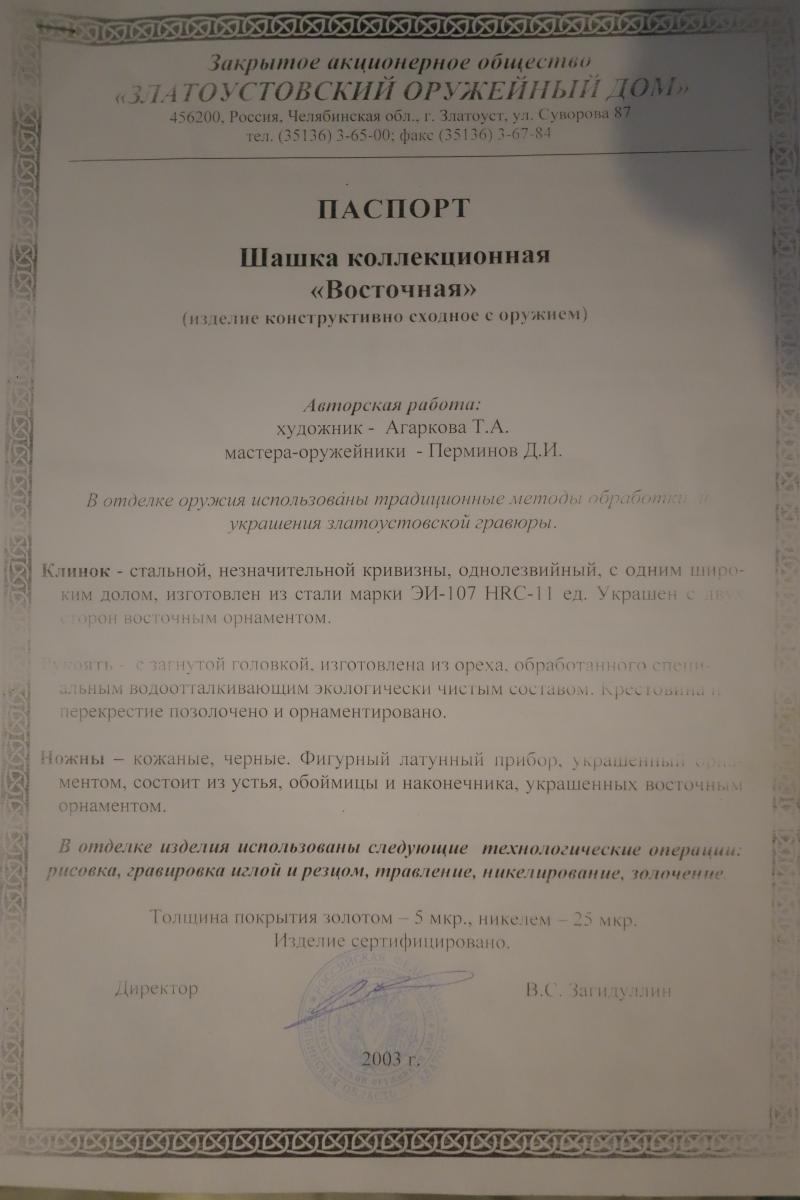 Закрытое акционерное общество
«ЗЛАТОУСТОВСКИЙ ОРУЖЕЙНЫЙ ДОМ»
456200, Россия, Челябинская обл., г. Златоуст, ул. Суворова 87
тел. (35136) 3-65-00; факс (35136) 3-67-84
ПАСПОРТ
Шашка коллекционная
«Восточная»
(изделие конструктивно сходное с оружием)
Авторская работа:
художник - Агаркова Т.А.
мастера-оружейники - Перминов Д.И.
В отделке оружия использованы традиционные методы обработки и
украшения златоустовской гравюры.
Клинок - стальной, незначительной кривизны, однолезвийный, с одним широ-
ким долом, изготовлен из стали марки ЭИ-107 HRC-11 ед. Украшен с двух
сторон восточным орнаментом.
Рукоять - с загнутой головкой, изготовлена из ореха, обработанного специ-
альным водоотталкивающим экологически чистым составом. Крестовина и
перекрестие позолочено и орнаментировано.
Ножны – кожаные, черные. Фигурный латунный прибор, украшенный орна-
ментом, состоит из устья, обоймицы и наконечника, украшенных восточным
орнаментом.
В отделке изделия использованы следующие технологические операции:
рисовка, гравировка иглой и резцом, травление, никелирование, золочение.
Толщина покрытия золотом – 5 мкр., никелем – 25 мкр.
Изделие сертифицировано.
Директор В.С. Загидуллин
2003 г.